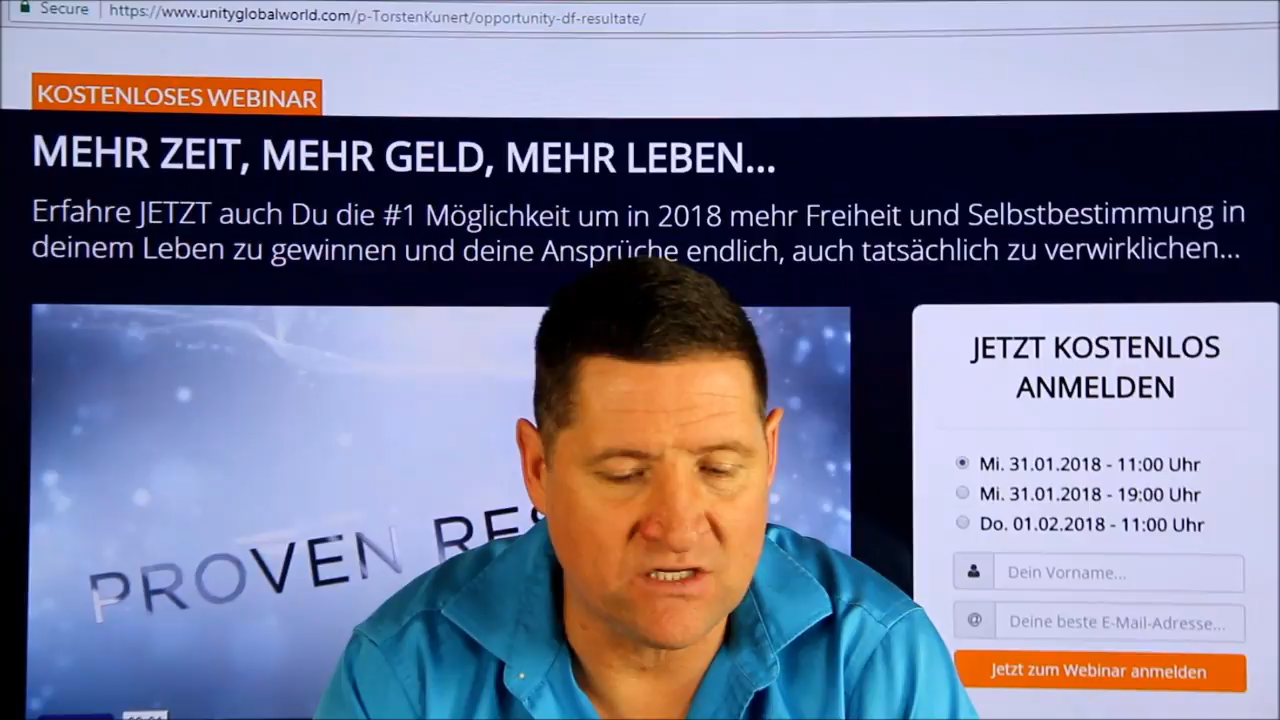 Secure
https://www.unityglobalworld.com/p-TorstenKunert/opportunity-df-resultate/
KOSTENLOSES WEBINAR
MEHR ZEIT, MEHR GELD, MEHR LEBEN...
Erfahre JETZT auch Du die #1 Möglichkeit um in 2018 mehr Freiheit und Selbstbestimmung in
deinem Leben zu gewinnen und deine Ansprüche endlich, auch tatsächlich zu verwirklichen...
PROVEN RES
JETZT KOSTENLOS
ANMELDEN
Mi. 31.01.2018 - 11:00 Uhr
Mi. 31.01.2018 - 19:00 Uhr
Do. 01.02.2018 - 11:00 Uhr
Dein Vorname...
@ Deine beste E-Mail-Adresse...
Jetzt zum Webinar anmelden